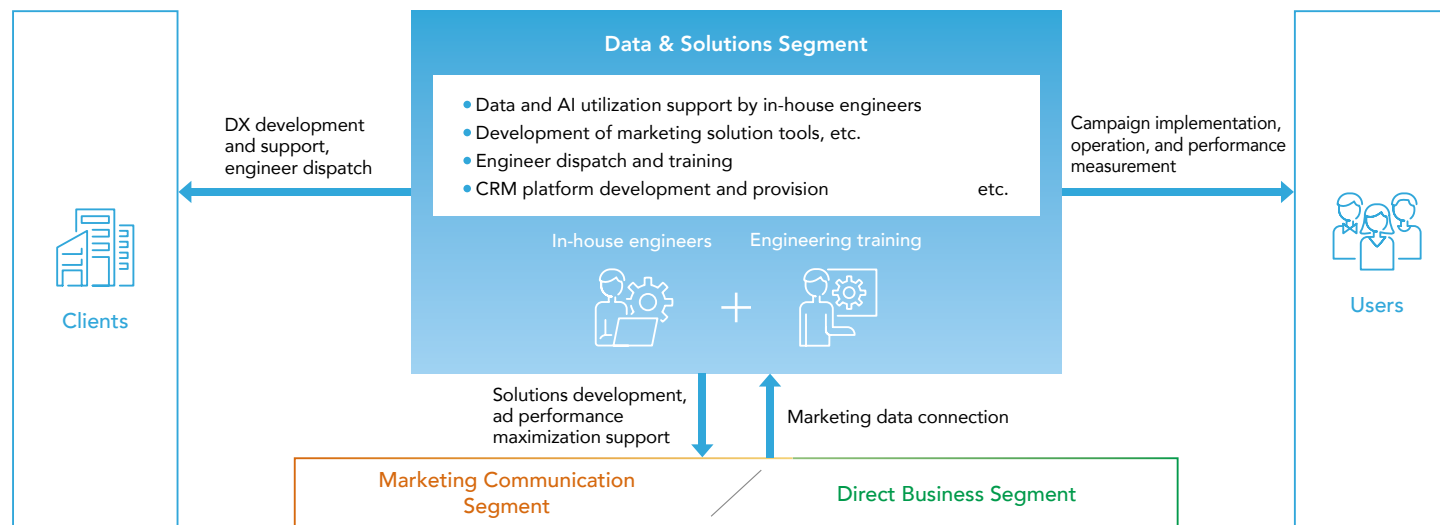 Data & Solutions Segment
• Data and AI utilization support by in-house engineers
• Development of marketing solution tools, etc.
• Engineer dispatch and training
• CRM platform development and provision etc.
In-house engineers
Engineering training
+
DX development
and support,
engineer dispatch
Clients
Campaign implementation,
operation, and performance
measurement
Users
Solutions development,
ad performance
maximization support
Marketing data connection
Marketing Communication
Segment
Direct Business Segment